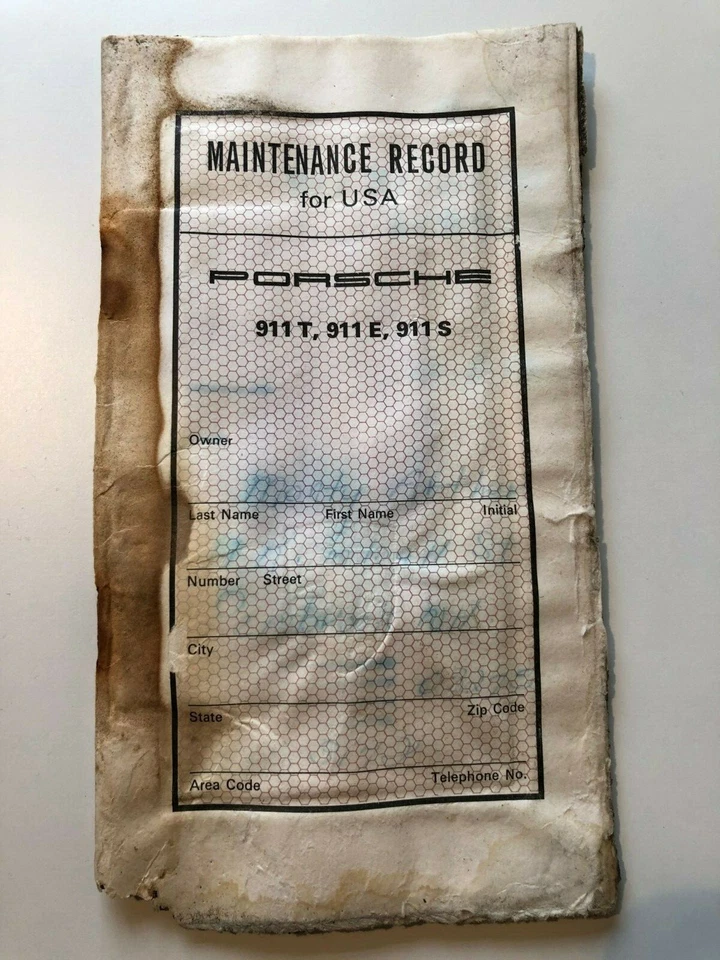 MAINTENANCE RECORD
for USA
PORSCHE
911 T, 911 E, 911 S
Owner
Last Name First Name Initial
Number Street
City
State Zip Code
Area Code Telephone No.